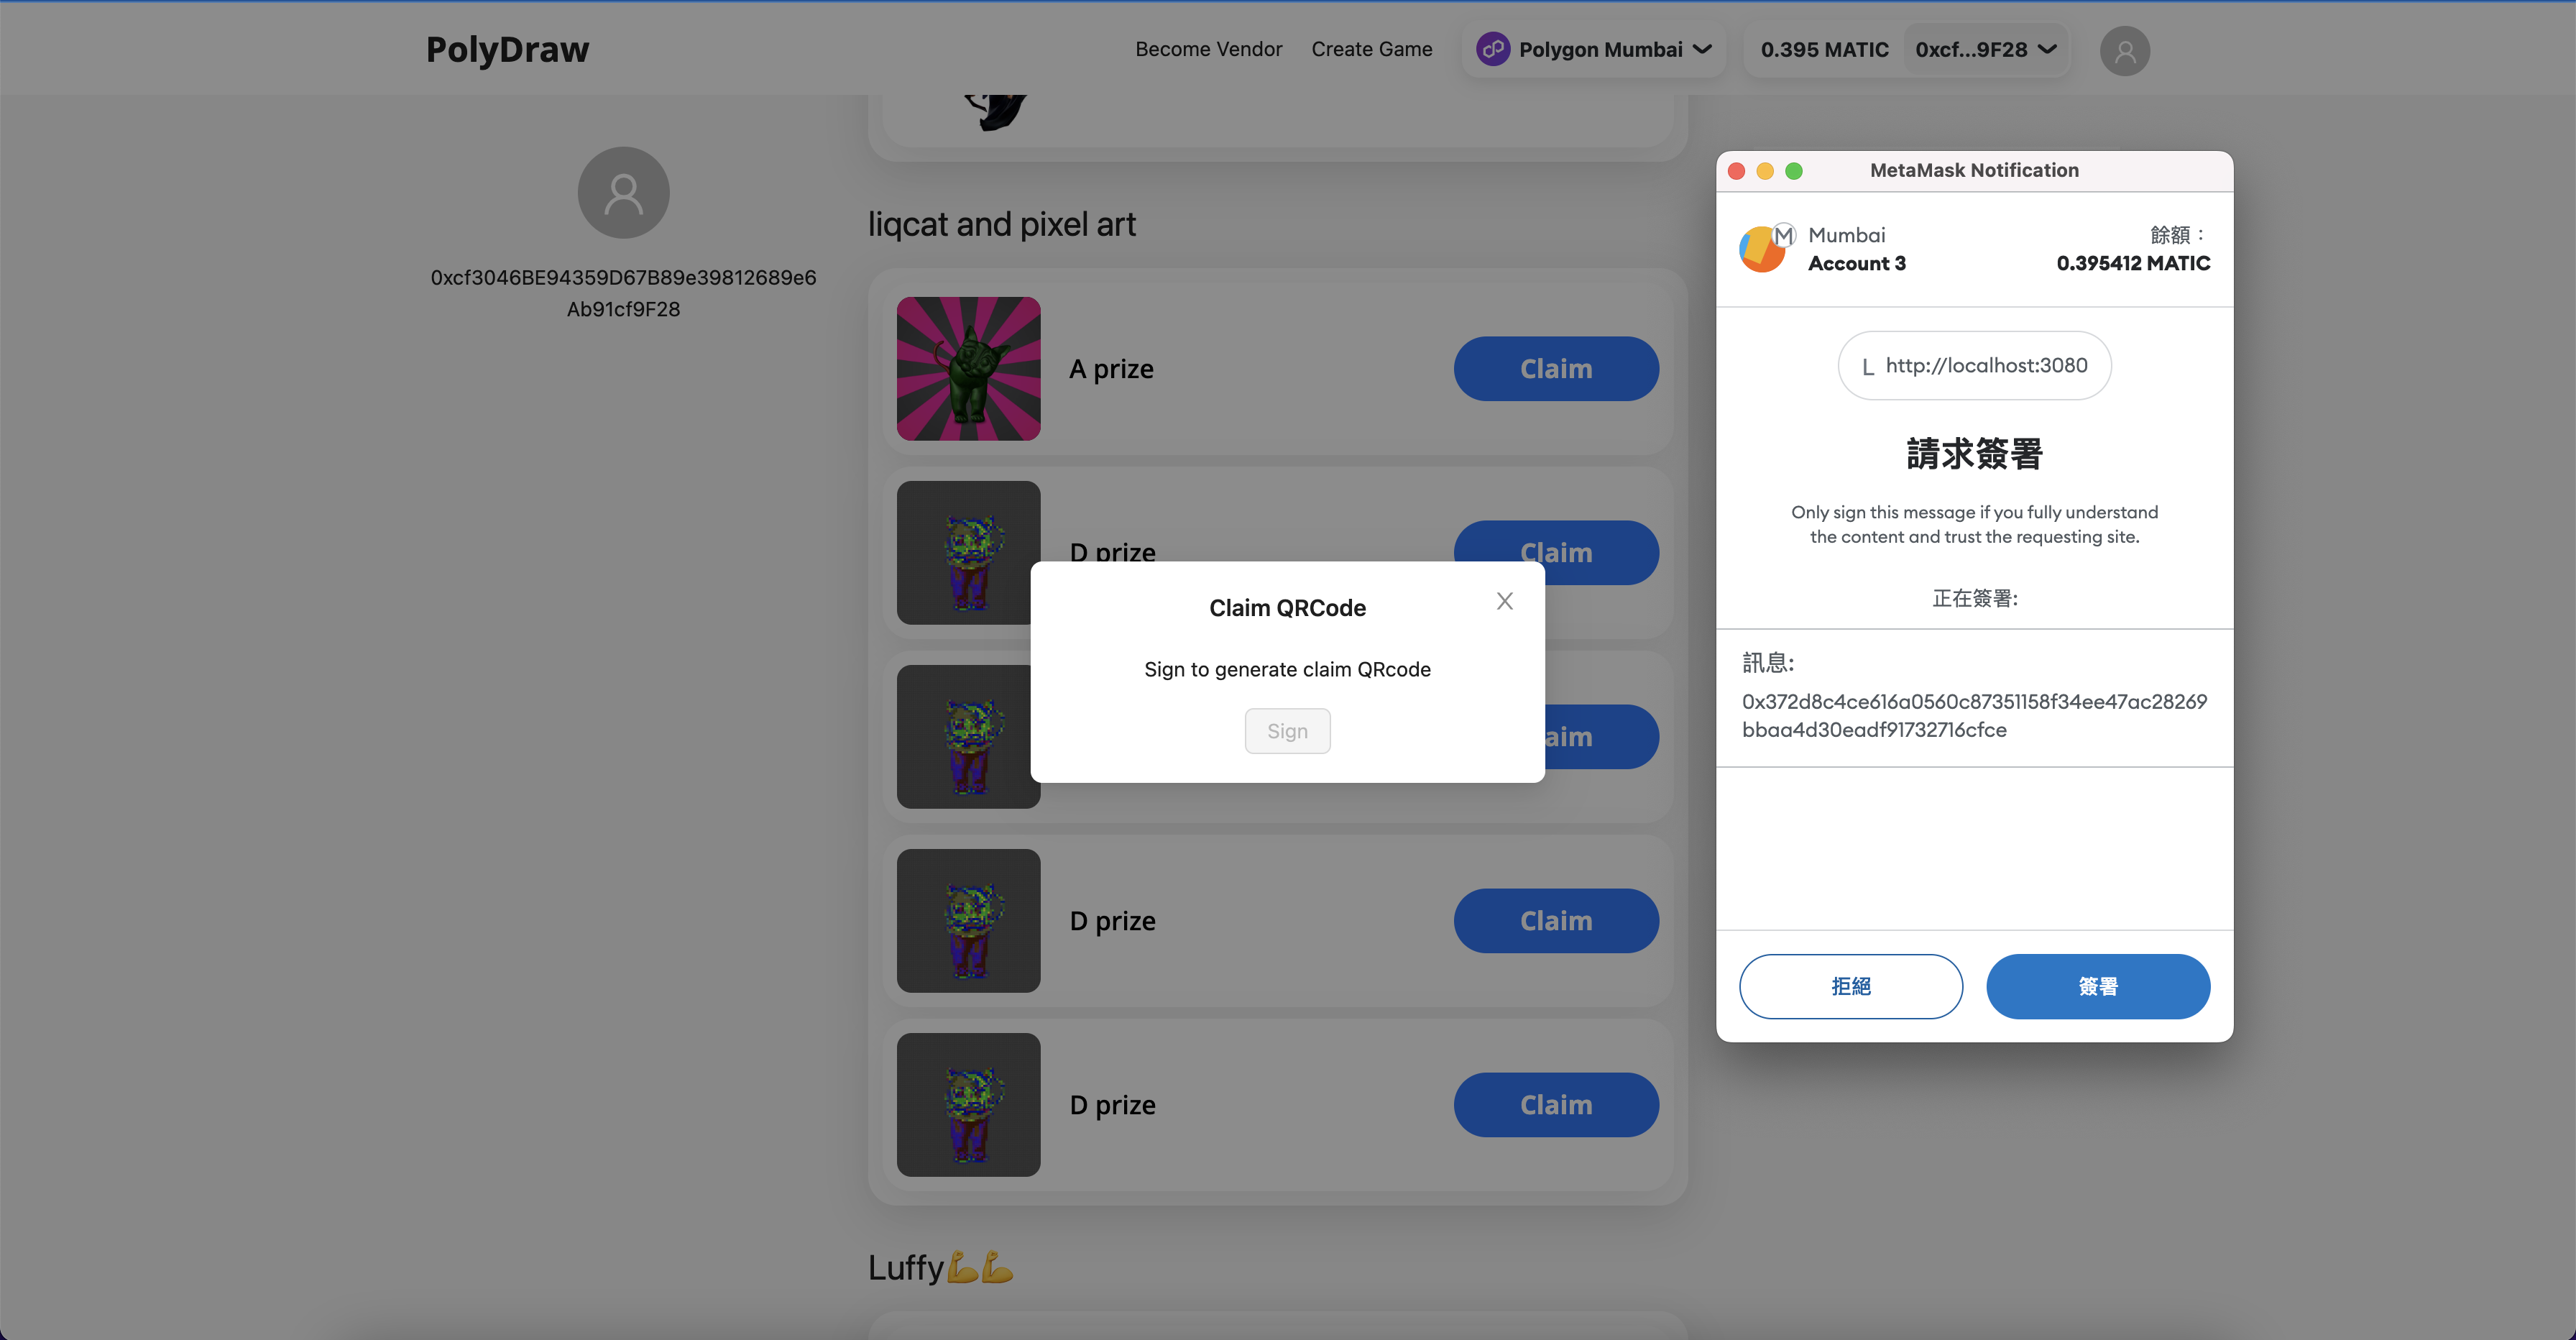 PolyDraw
Become Vendor
Create Game
Polygon Mumbai
0.395 MATIC
0xcf...9F28
0xcf3046BE94359D67B89e39812689e6
Ab91cf9F28
liqcat and pixel art
A prize
Claim
D prize
Claim
aim
D prize
Claim
D prize
Claim
Luffy💪💪
Claim QRCode
X
Sign to generate claim QRcode
Sign
MetaMask Notification
M
Mumbai
Account 3
餘額：
0.395412 MATIC
L http://localhost:3080
請求簽署
Only sign this message if you fully understand
the content and trust the requesting site.
正在簽署:
訊息:
0x372d8c4ce616a0560c87351158f34ee47ac28269
bbaa4d30eadf91732716cfce
拒絕
簽署